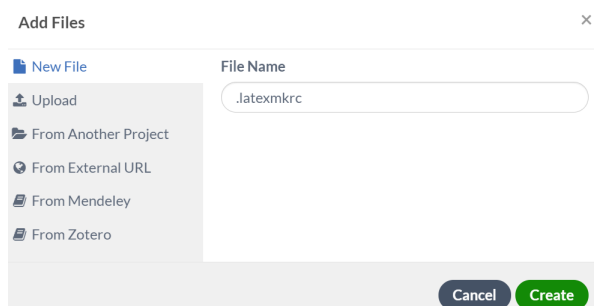 Add Files
×
New File
Upload
From Another Project
From External URL
From Mendeley
From Zotero
File Name
.latexmkrc
Cancel
Create